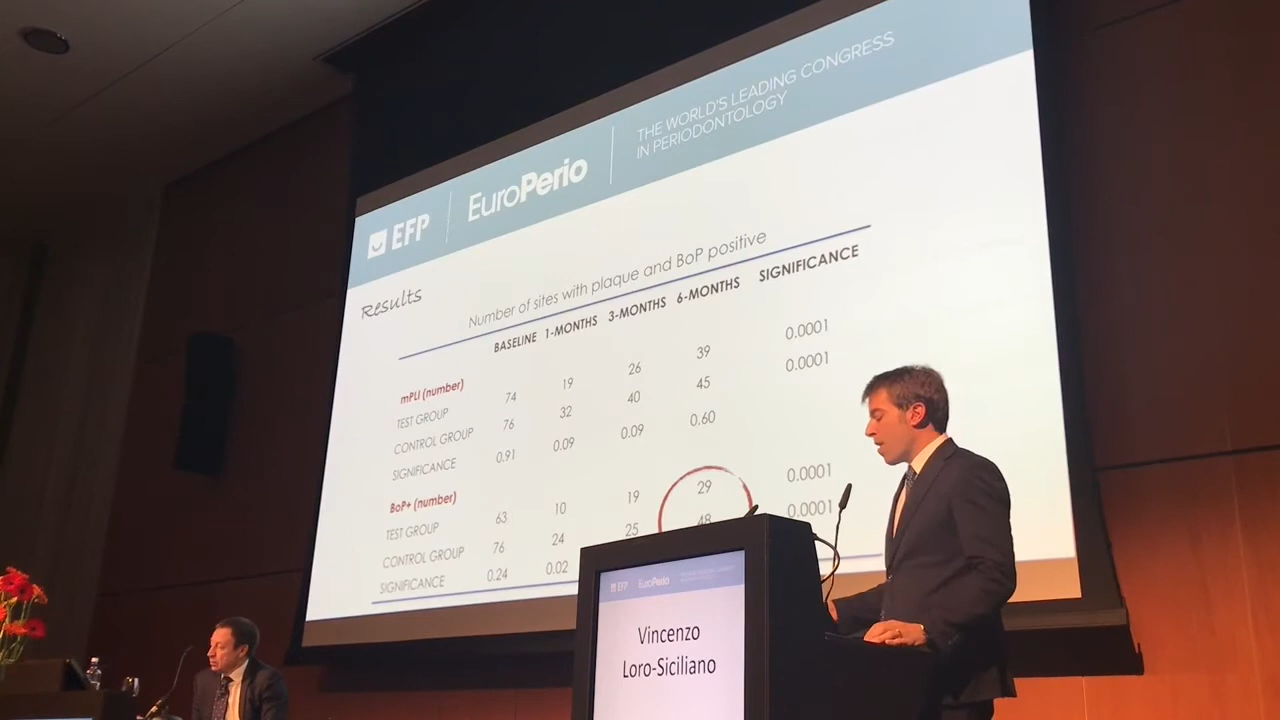 EFP
EuroPerio
THE WORLD'S LEADING CONGRESS
IN PERIODONTOLOGY
Results
Number of sites with plaque and BoP positive
BASELINE 1-MONTHS 3-MONTHS 6-MONTHS SIGNIFICANCE
mPLI (number)
TEST GROUP 74 19 26 39 0.0001
CONTROL GROUP 76 32 40 45 0.0001
SIGNIFICANCE 0.91 0.09 0.09 0.60
BoP+ (number)
TEST GROUP 63 10 19 29 0.0001
CONTROL GROUP 76 24 25 48 0.0001
SIGNIFICANCE 0.24 0.02
EFP EuroPerio
Vincenzo
Loro-Siciliano